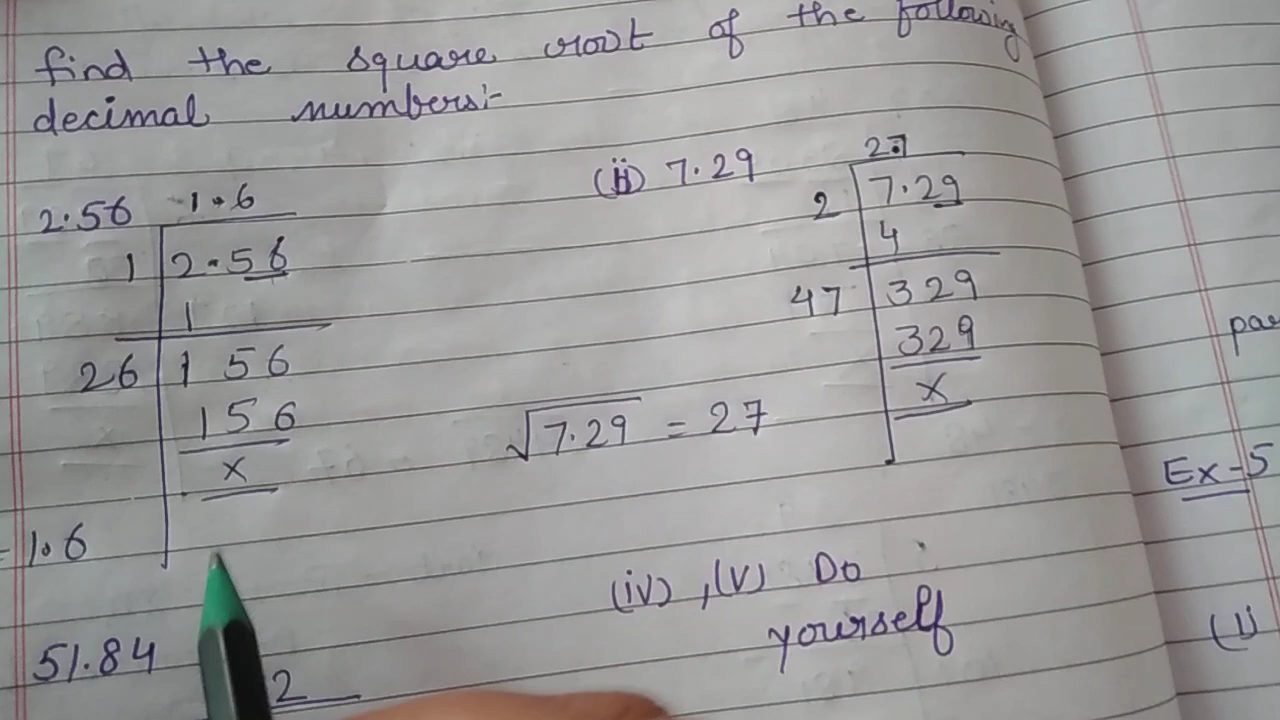 find the square root of the following
decimal numbers:-
2.56
1.6
1 2.56
1
26 156
156
x
= 1.6
(ii) 7.29
2.7
2 7.29
4
47 329
329
x
√7.29 = 27
(iv), (v) Do
yourself
51.84
2
Ex-5
(1)